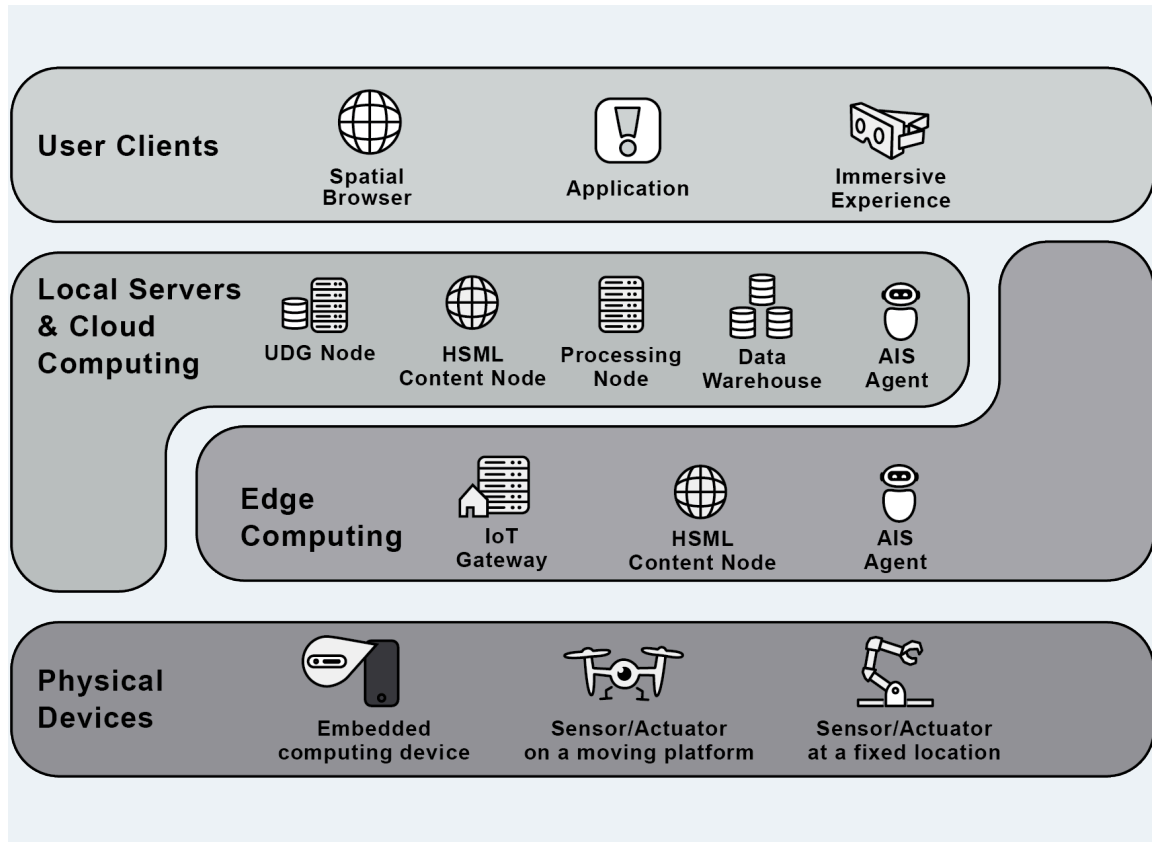 User Clients
Spatial
Browser
Application
Immersive
Experience
Local Servers
& Cloud
Computing
UDG Node
HSML
Content Node
Processing
Node
Data
Warehouse
AIS
Agent
Edge
Computing
IoT
Gateway
HSML
Content Node
AIS
Agent
Physical
Devices
Embedded
computing device
Sensor/Actuator
on a moving platform
Sensor/Actuator
at a fixed location